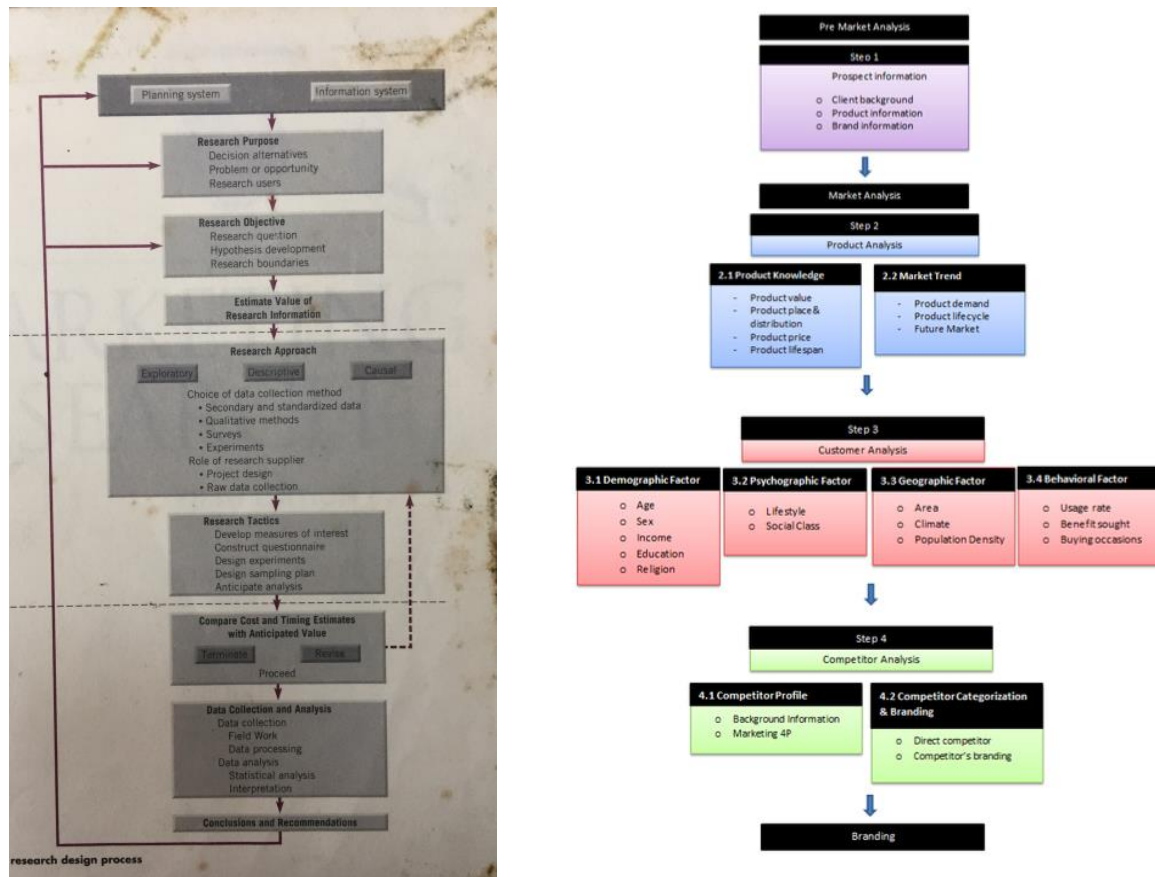 Planning system
Information system
Research Purpose
Decision alternatives
Problem or opportunity
Research users
Research Objective
Research question
Hypothesis development
Research boundaries
Estimate Value of
Research Information
Research Approach
Exploratory
Descriptive
Causal
Choice of data collection method
• Secondary and standardized data
• Qualitative methods
• Surveys
• Experiments
Role of research supplier
• Project design
• Raw data collection
Research Tactics
Develop measures of interest
Construct questionnaire
Design experiments
Design sampling plan
Anticipate analysis
Compare Cost and Timing Estimates
with Anticipated Value
Terminate
Revise
Proceed
Data Collection and Analysis
Data collection
Field Work
Data processing
Data analysis
Statistical analysis
Interpretation
Conclusions and Recommendations
research design process
Pre Market Analysis
Step 1
Prospect information
o Client background
o Product information
o Brand information
Market Analysis
Step 2
Product Analysis
2.1 Product Knowledge
- Product value
- Product place &
distribution
- Product price
- Product lifespan
2.2 Market Trend
- Product demand
- Product lifecycle
- Future Market
Step 3
Customer Analysis
3.1 Demographic Factor
o Age
o Sex
o Income
o Education
o Religion
3.2 Psychographic Factor
o Lifestyle
o Social Class
3.3 Geographic Factor
o Area
o Climate
o Population Density
3.4 Behavioral Factor
o Usage rate
o Benefit sought
o Buying occasions
Step 4
Competitor Analysis
4.1 Competitor Profile
o Background Information
o Marketing 4P
4.2 Competitor Categorization
& Branding
o Direct competitor
o Competitor's branding
Branding